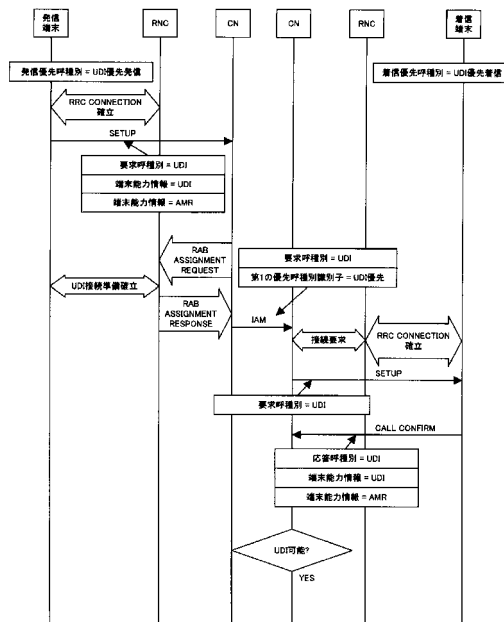 発信
端末
RNC
CN
CN
RNC
着信
端末
発信優先呼種別 = UDI優先発信
着信優先呼種別 = UDI優先着信
RRC CONNECTION
確立
SETUP
要求呼種別 = UDI
端末能力情報 = UDI
端末能力情報 = AMR
RAB
ASSIGNMENT
REQUEST
要求呼種別 = UDI
第1の優先呼種別識別子 = UDI優先
UDI接続準備確立
RAB
ASSIGNMENT
RESPONSE
IAM
接続要求
RRC CONNECTION
確立
SETUP
要求呼種別 = UDI
CALL CONFIRM
応答呼種別 = UDI
端末能力情報 = UDI
端末能力情報 = AMR
UDI可能?
YES